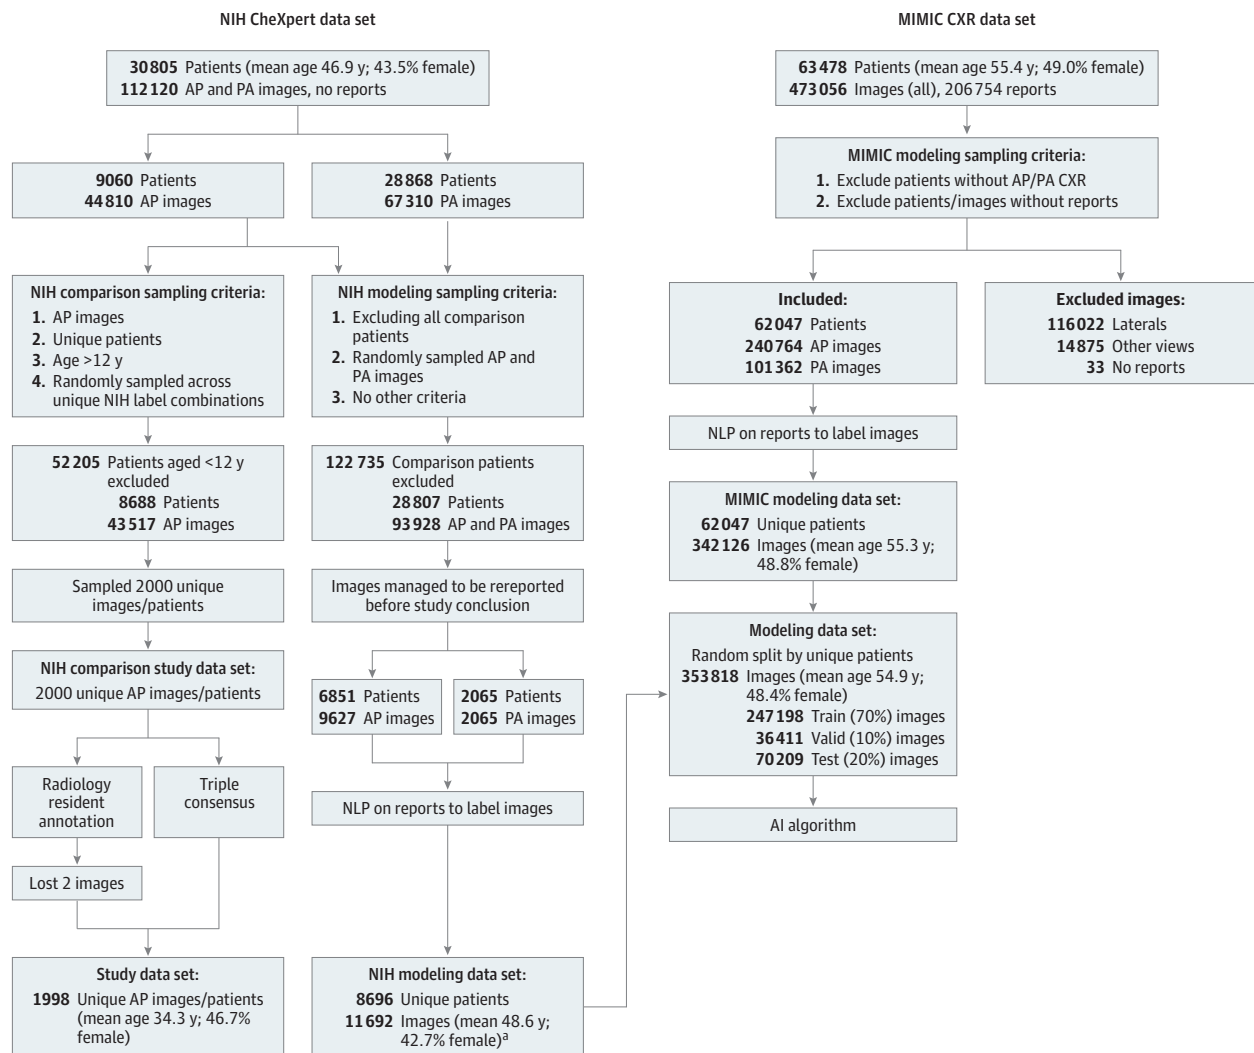 NIH CheXpert data set
30805 Patients (mean age 46.9 y; 43.5% female)
112120 AP and PA images, no reports
9060 Patients
44810 AP images
28868 Patients
67310 PA images
NIH comparison sampling criteria:
1. AP images
2. Unique patients
3. Age >12 y
4. Randomly sampled across
unique NIH label combinations
NIH modeling sampling criteria:
1. Excluding all comparison
patients
2. Randomly sampled AP and
PA images
3. No other criteria
52205 Patients aged <12 y
excluded
8688 Patients
43517 AP images
122735 Comparison patients
excluded
28807 Patients
93928 AP and PA images
Sampled 2000 unique
images/patients
Images managed to be rereported
before study conclusion
NIH comparison study data set:
2000 unique AP images/patients
6851 Patients
9627 AP images
2065 Patients
2065 PA images
Radiology
resident
annotation
Triple
consensus
NLP on reports to label images
Lost 2 images
Study data set:
1998 Unique AP images/patients
(mean age 34.3 y; 46.7%
female)
NIH modeling data set:
8696 Unique patients
11692 Images (mean 48.6 y;
42.7% female)a
MIMIC CXR data set
63478 Patients (mean age 55.4 y; 49.0% female)
473056 Images (all), 206754 reports
MIMIC modeling sampling criteria:
1. Exclude patients without AP/PA CXR
2. Exclude patients/images without reports
Included:
62047 Patients
240764 AP images
101362 PA images
Excluded images:
116022 Laterals
14875 Other views
33 No reports
NLP on reports to label images
MIMIC modeling data set:
62047 Unique patients
342126 Images (mean age 55.3 y;
48.8% female)
Modeling data set:
Random split by unique patients
353818 Images (mean age 54.9 y;
48.4% female)
247198 Train (70%) images
36411 Valid (10%) images
70209 Test (20%) images
AI algorithm